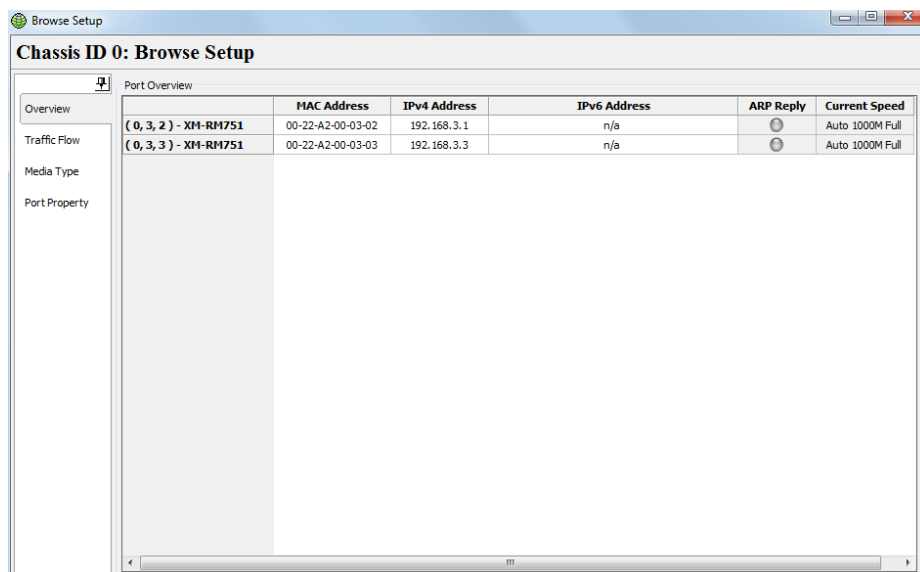 Browse Setup
Chassis ID 0: Browse Setup
Overview
Traffic Flow
Media Type
Port Property
Port Overview
MAC Address IPv4 Address IPv6 Address ARP Reply Current Speed
( 0, 3, 2 ) - XM-RM751 00-22-A2-00-03-02 192.168.3.1 n/a Auto 1000M Full
( 0, 3, 3 ) - XM-RM751 00-22-A2-00-03-03 192.168.3.3 n/a Auto 1000M Full